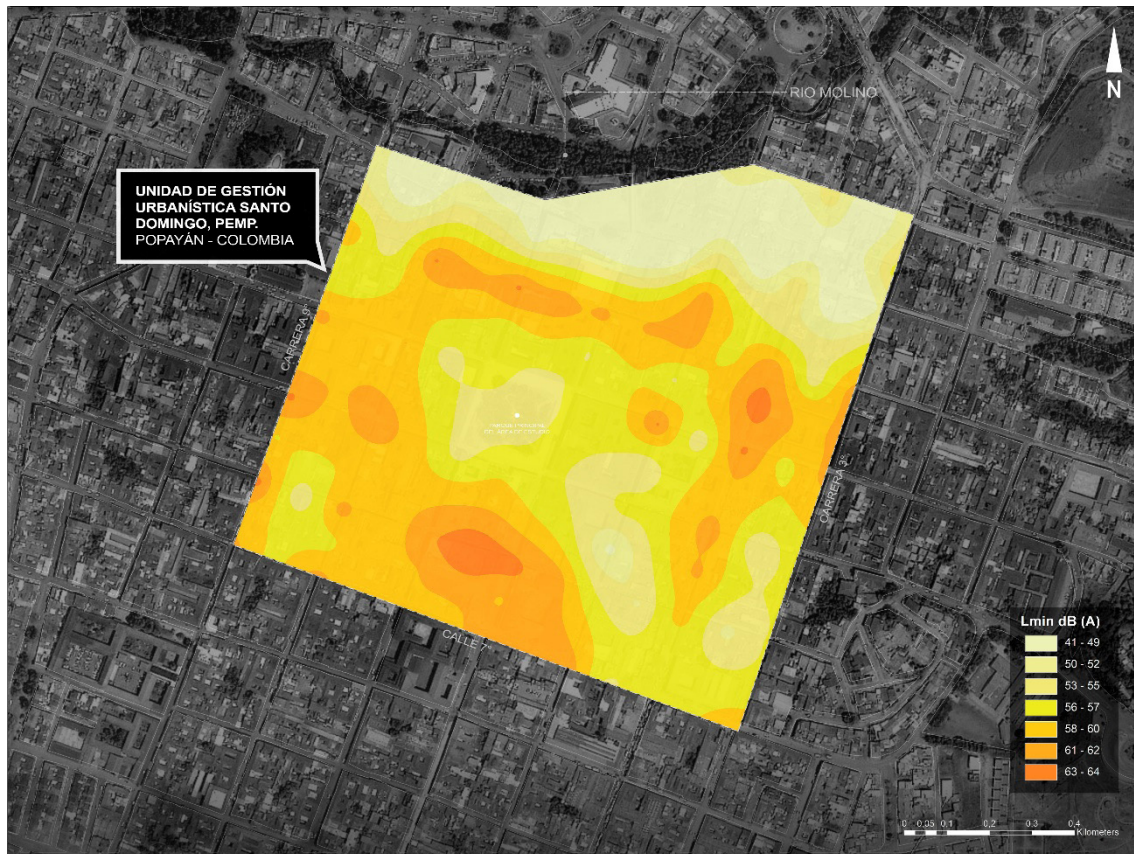 RIO MOLINO
N
UNIDAD DE GESTIÓN
URBANÍSTICA SANTO
DOMINGO, PEMP.
POPAYÁN - COLOMBIA
CARRERA 9ª
CARRERA 3ª
CALLE 7ª
Lmin dB (A)
41 - 49
50 - 52
53 - 55
56 - 57
58 - 60
61 - 62
63 - 64
0 0,05 0,1 0,2 0,3 0,4
Kilometers